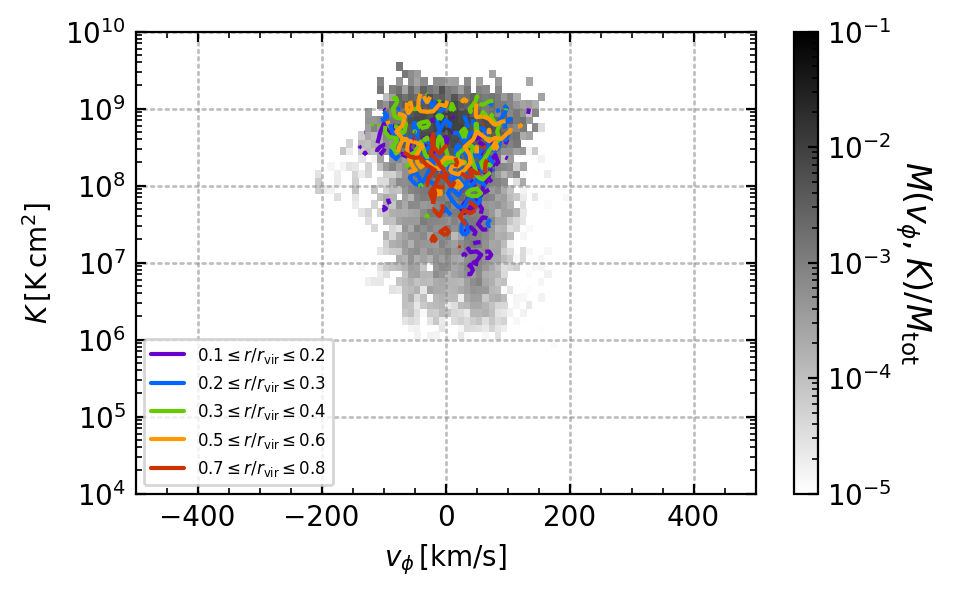 10^10
10^9
10^8
10^7
10^6
10^5
10^4
K [K cm^2]
0.1 ≤ r/r_vir ≤ 0.2
0.2 ≤ r/r_vir ≤ 0.3
0.3 ≤ r/r_vir ≤ 0.4
0.5 ≤ r/r_vir ≤ 0.6
0.7 ≤ r/r_vir ≤ 0.8
−400 −200 0 200 400
v_ϕ [km/s]
10^−1
10^−2
10^−3
10^−4
10^−5
M(v_ϕ, K)/M_tot